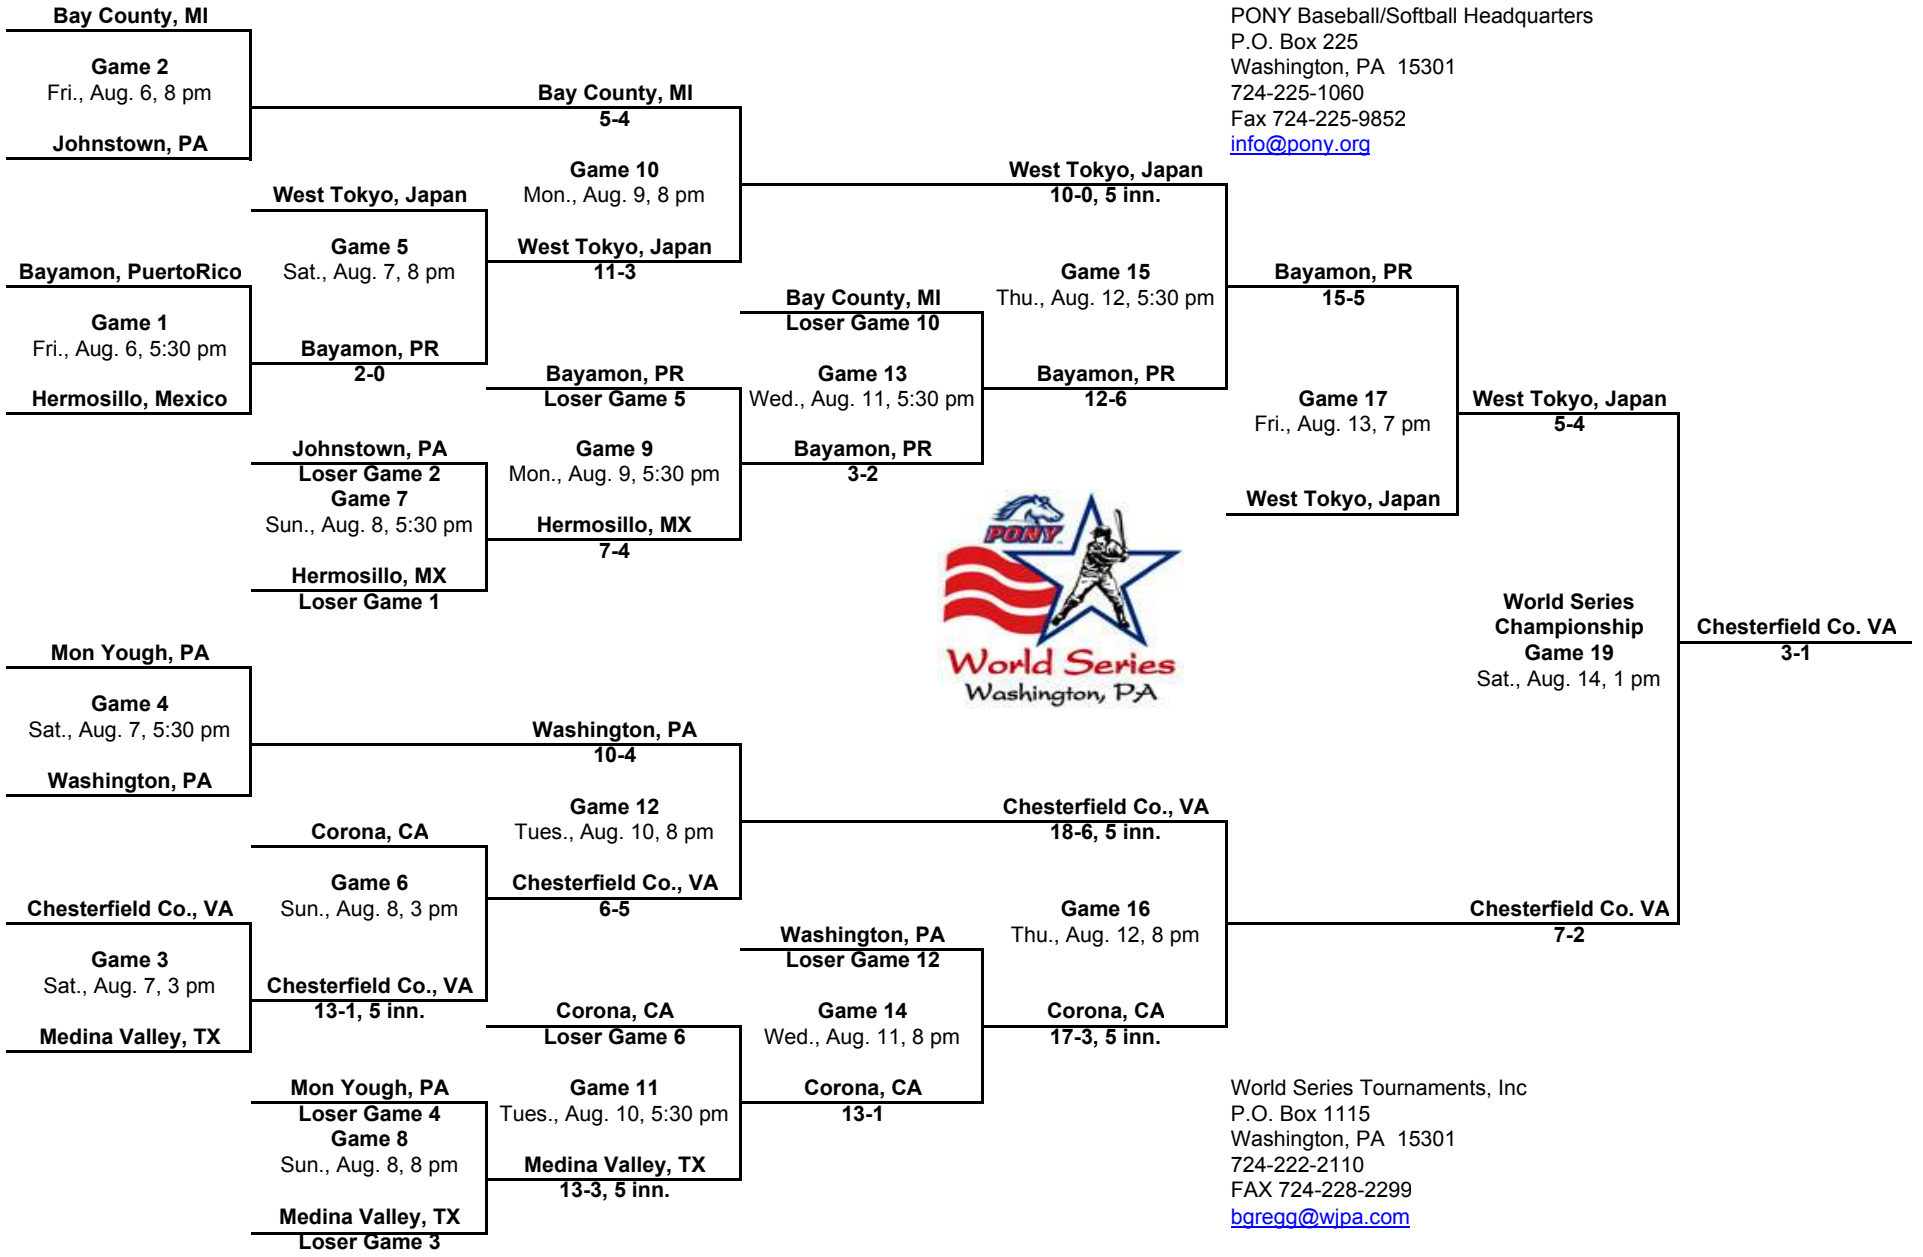 Bay County, MI
Game 2
Fri., Aug. 6, 8 pm
Johnstown, PA
Bayamon, PuertoRico
Game 1
Fri., Aug. 6, 5:30 pm
Hermosillo, Mexico
Mon Yough, PA
Game 4
Sat., Aug. 7, 5:30 pm
Washington, PA
Chesterfield Co., VA
Game 3
Sat., Aug. 7, 3 pm
Medina Valley, TX
West Tokyo, Japan
Game 5
Sat., Aug. 7, 8 pm
Bayamon, PR
2-0
Johnstown, PA
Loser Game 2
Game 7
Sun., Aug. 8, 5:30 pm
Hermosillo, MX
Loser Game 1
Corona, CA
Game 6
Sun., Aug. 8, 3 pm
Chesterfield Co., VA
13-1, 5 inn.
Mon Yough, PA
Loser Game 4
Game 8
Sun., Aug. 8, 8 pm
Medina Valley, TX
Loser Game 3
Bay County, MI
5-4
Game 10
Mon., Aug. 9, 8 pm
West Tokyo, Japan
11-3
Bayamon, PR
Loser Game 5
Game 9
Mon., Aug. 9, 5:30 pm
Hermosillo, MX
7-4
Washington, PA
10-4
Game 12
Tues., Aug. 10, 8 pm
Chesterfield Co., VA
6-5
Corona, CA
Loser Game 6
Game 11
Tues., Aug. 10, 5:30 pm
Medina Valley, TX
13-3, 5 inn.
Bay County, MI
Loser Game 10
Game 13
Wed., Aug. 11, 5:30 pm
Bayamon, PR
3-2
Washington, PA
Loser Game 12
Game 14
Wed., Aug. 11, 8 pm
Corona, CA
13-1
West Tokyo, Japan
10-0, 5 inn.
Game 15
Thu., Aug. 12, 5:30 pm
Bayamon, PR
12-6
PONY
World Series
Washington, PA
Chesterfield Co., VA
18-6, 5 inn.
Game 16
Thu., Aug. 12, 8 pm
Corona, CA
17-3, 5 inn.
PONY Baseball/Softball Headquarters
P.O. Box 225
Washington, PA 15301
724-225-1060
Fax 724-225-9852
info@pony.org
Bayamon, PR
15-5
Game 17
Fri., Aug. 13, 7 pm
West Tokyo, Japan
West Tokyo, Japan
5-4
World Series
Championship
Game 19
Sat., Aug. 14, 1 pm
Chesterfield Co. VA
7-2
Chesterfield Co. VA
3-1
World Series Tournaments, Inc
P.O. Box 1115
Washington, PA 15301
724-222-2110
FAX 724-228-2299
bgregg@wjpa.com